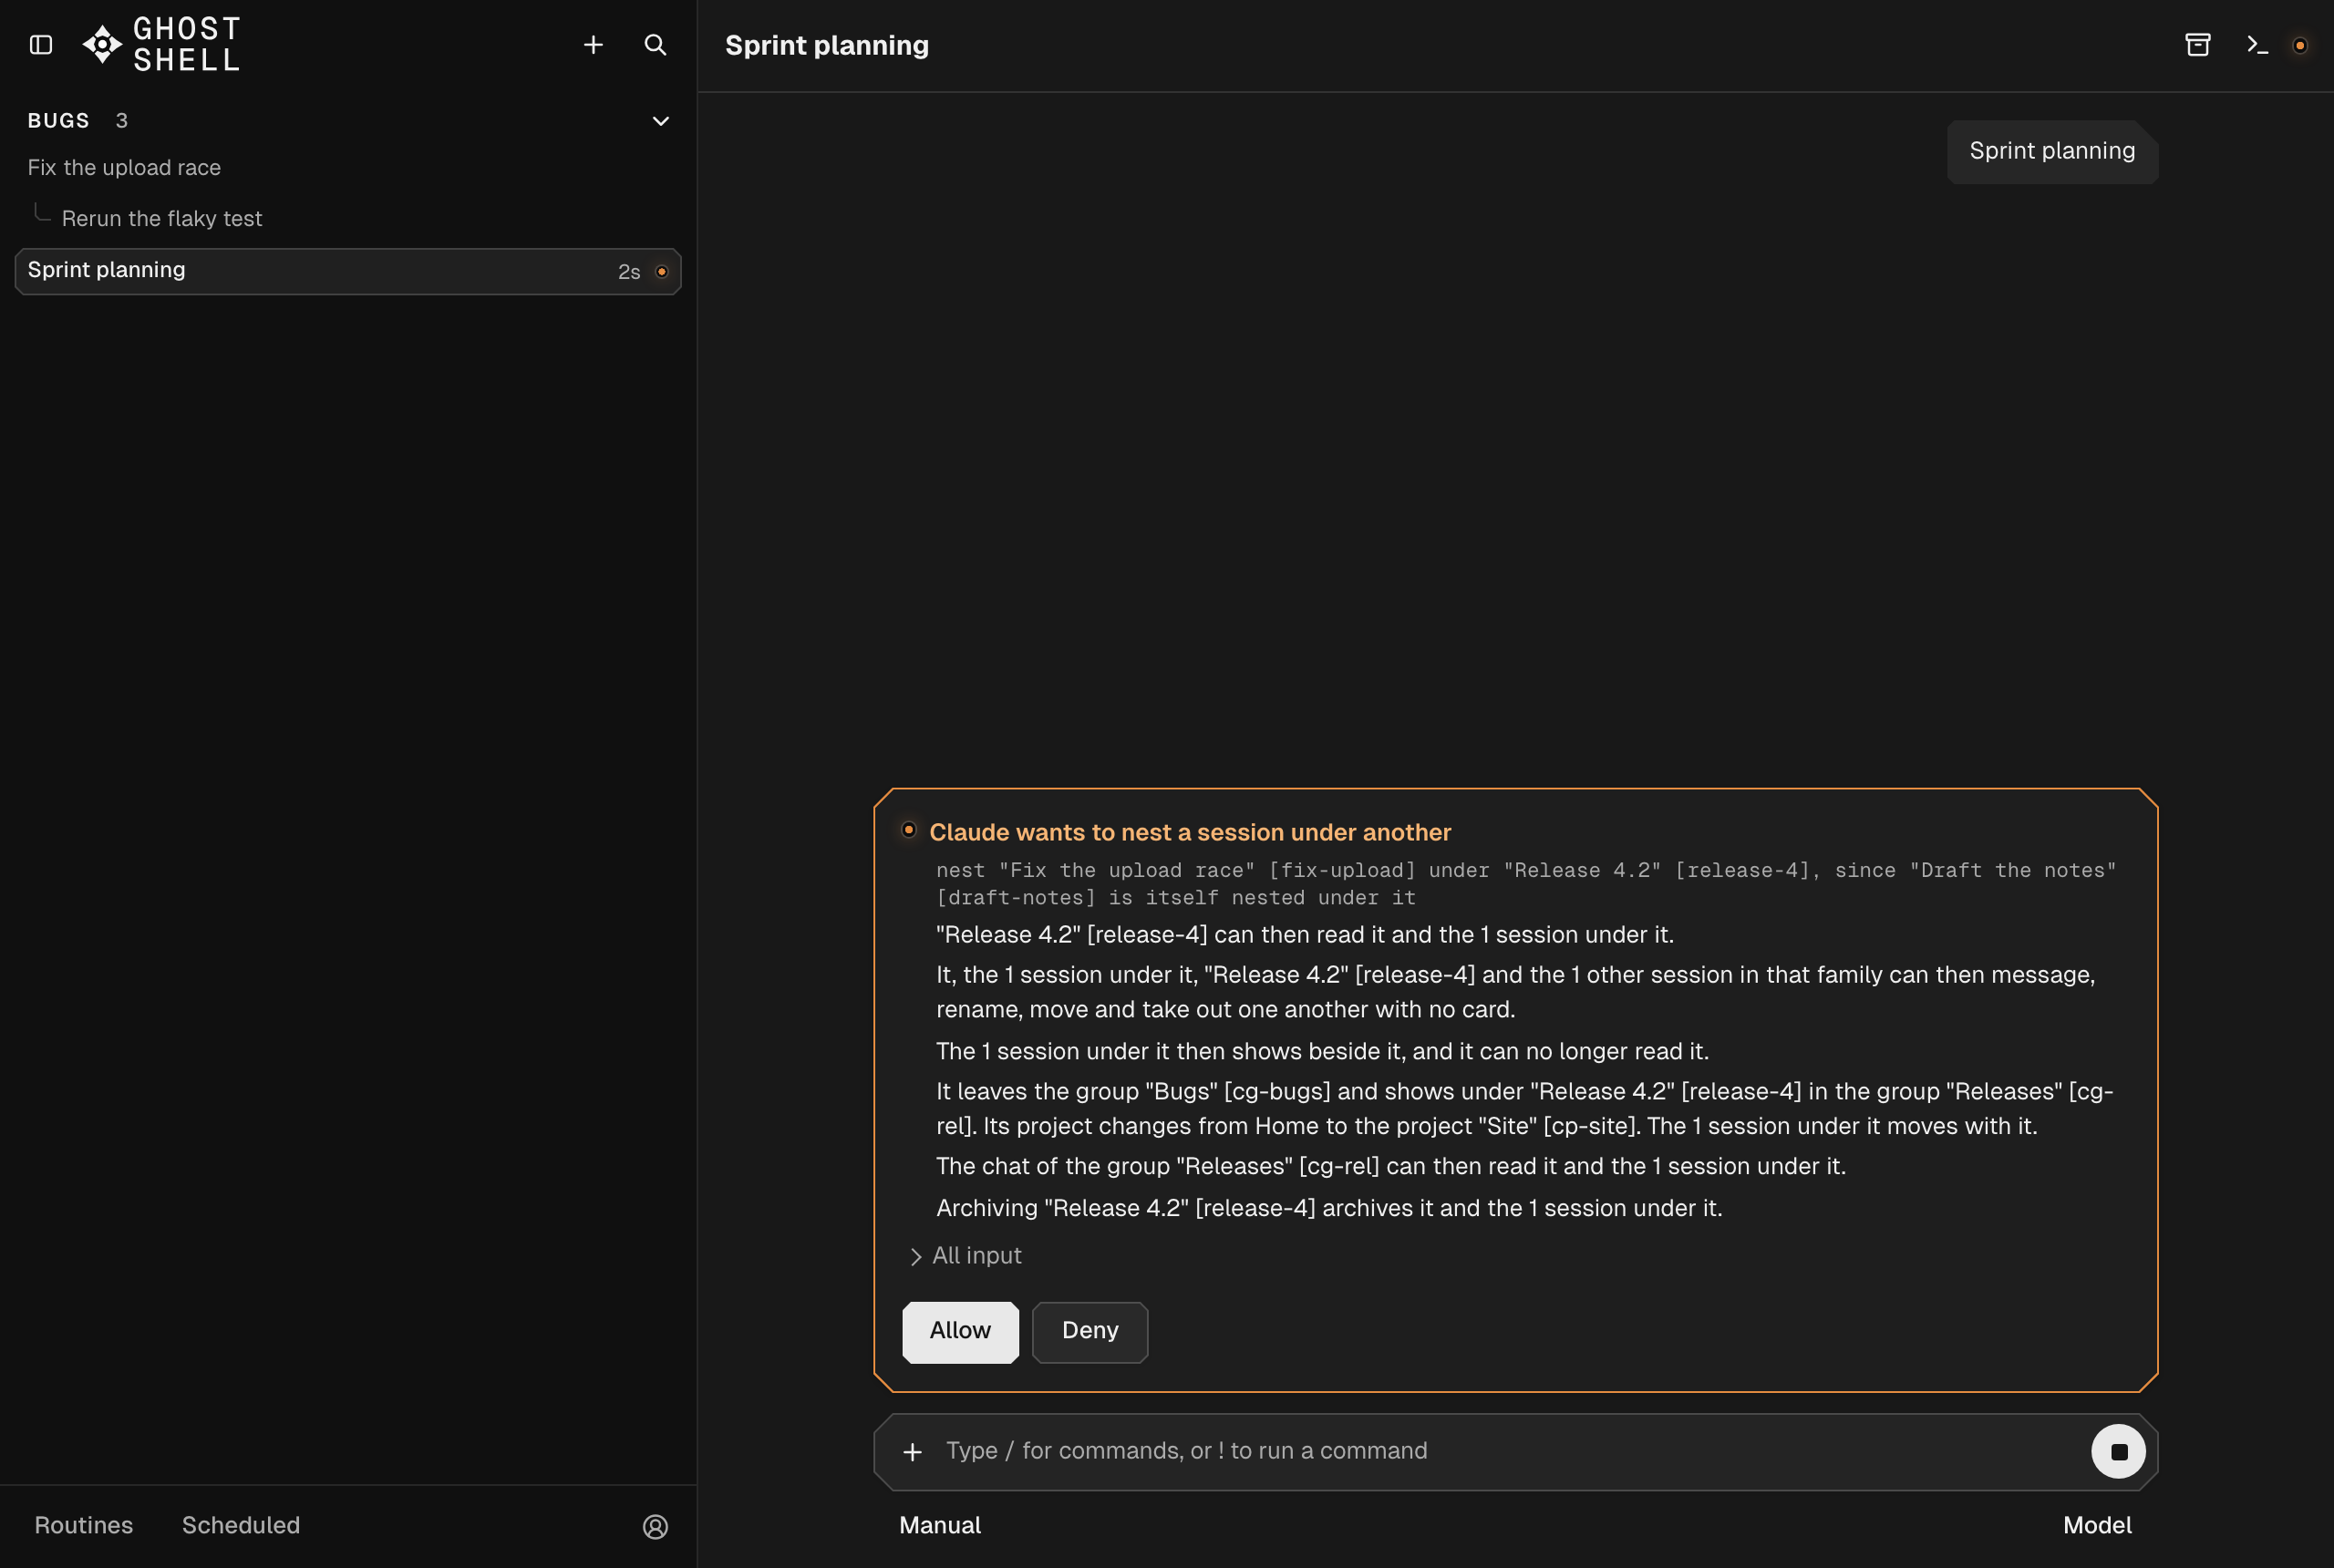 GHOST
SHELL
BUGS 3
Fix the upload race
Rerun the flaky test
Sprint planning 2s
Routines Scheduled
Sprint planning
Sprint planning
Claude wants to nest a session under another
nest "Fix the upload race" [fix-upload] under "Release 4.2" [release-4], since "Draft the notes"
[draft-notes] is itself nested under it
"Release 4.2" [release-4] can then read it and the 1 session under it.
It, the 1 session under it, "Release 4.2" [release-4] and the 1 other session in that family can then message,
rename, move and take out one another with no card.
The 1 session under it then shows beside it, and it can no longer read it.
It leaves the group "Bugs" [cg-bugs] and shows under "Release 4.2" [release-4] in the group "Releases" [cg-
rel]. Its project changes from Home to the project "Site" [cp-site]. The 1 session under it moves with it.
The chat of the group "Releases" [cg-rel] can then read it and the 1 session under it.
Archiving "Release 4.2" [release-4] archives it and the 1 session under it.
All input
Allow Deny
Type / for commands, or ! to run a command
Manual Model